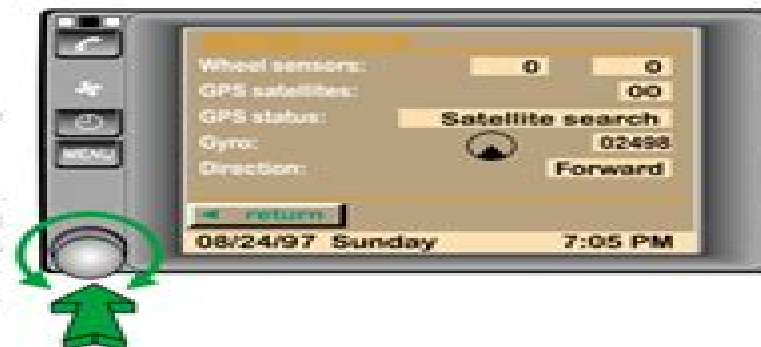 Wheel sensors: 0 0
GPS satellites: 00
GPS status: Satellite search
Gyro: 02498
Direction: Forward
return
08/24/97 Sunday 7:05 PM
MENU